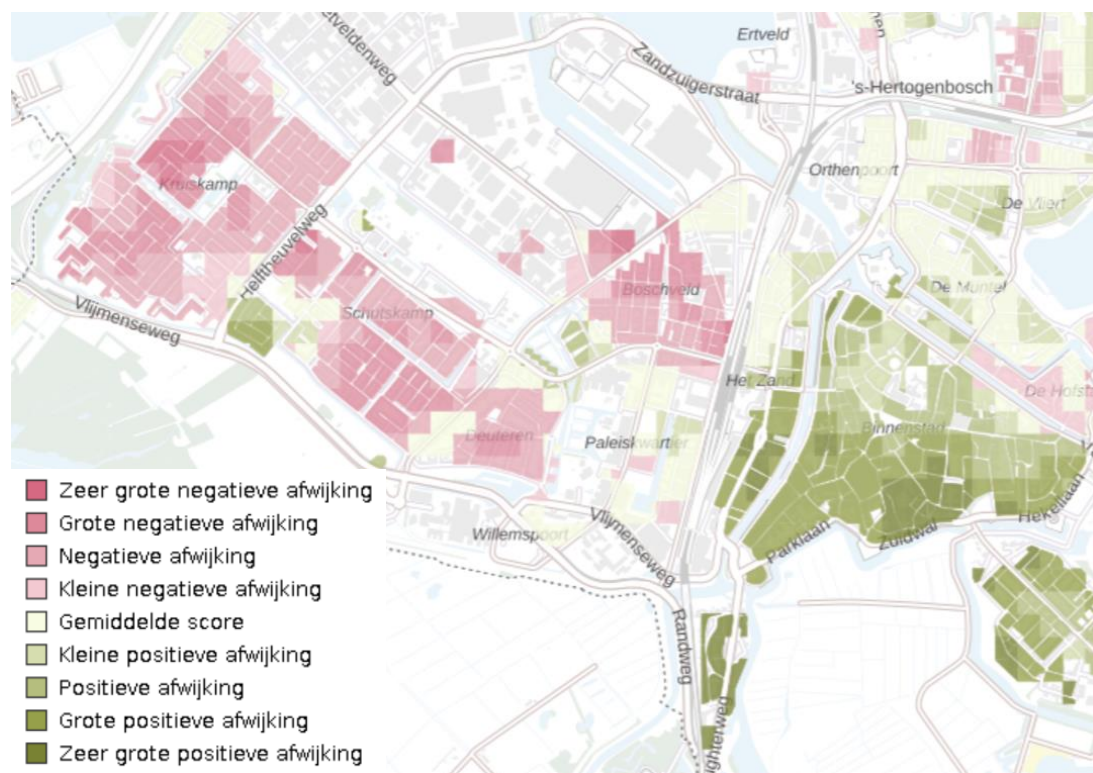 Ertveld
Zandzuigerstraat
's-Hertogenbosch
Orthenpoort
Kruiskamp
De Vliert
Helftheuvelweg
De Muntel
Boschveld
Vlijmenseweg
Schutskamp
Het Zand
Binnenstad
Deuteren
Paleiskwartier
Willemspoort
Vlijmenseweg
Parklaan
Zuidwal
Hekellaan
Randweg
Zeer grote negatieve afwijking
Grote negatieve afwijking
Negatieve afwijking
Kleine negatieve afwijking
Gemiddelde score
Kleine positieve afwijking
Positieve afwijking
Grote positieve afwijking
Zeer grote positieve afwijking